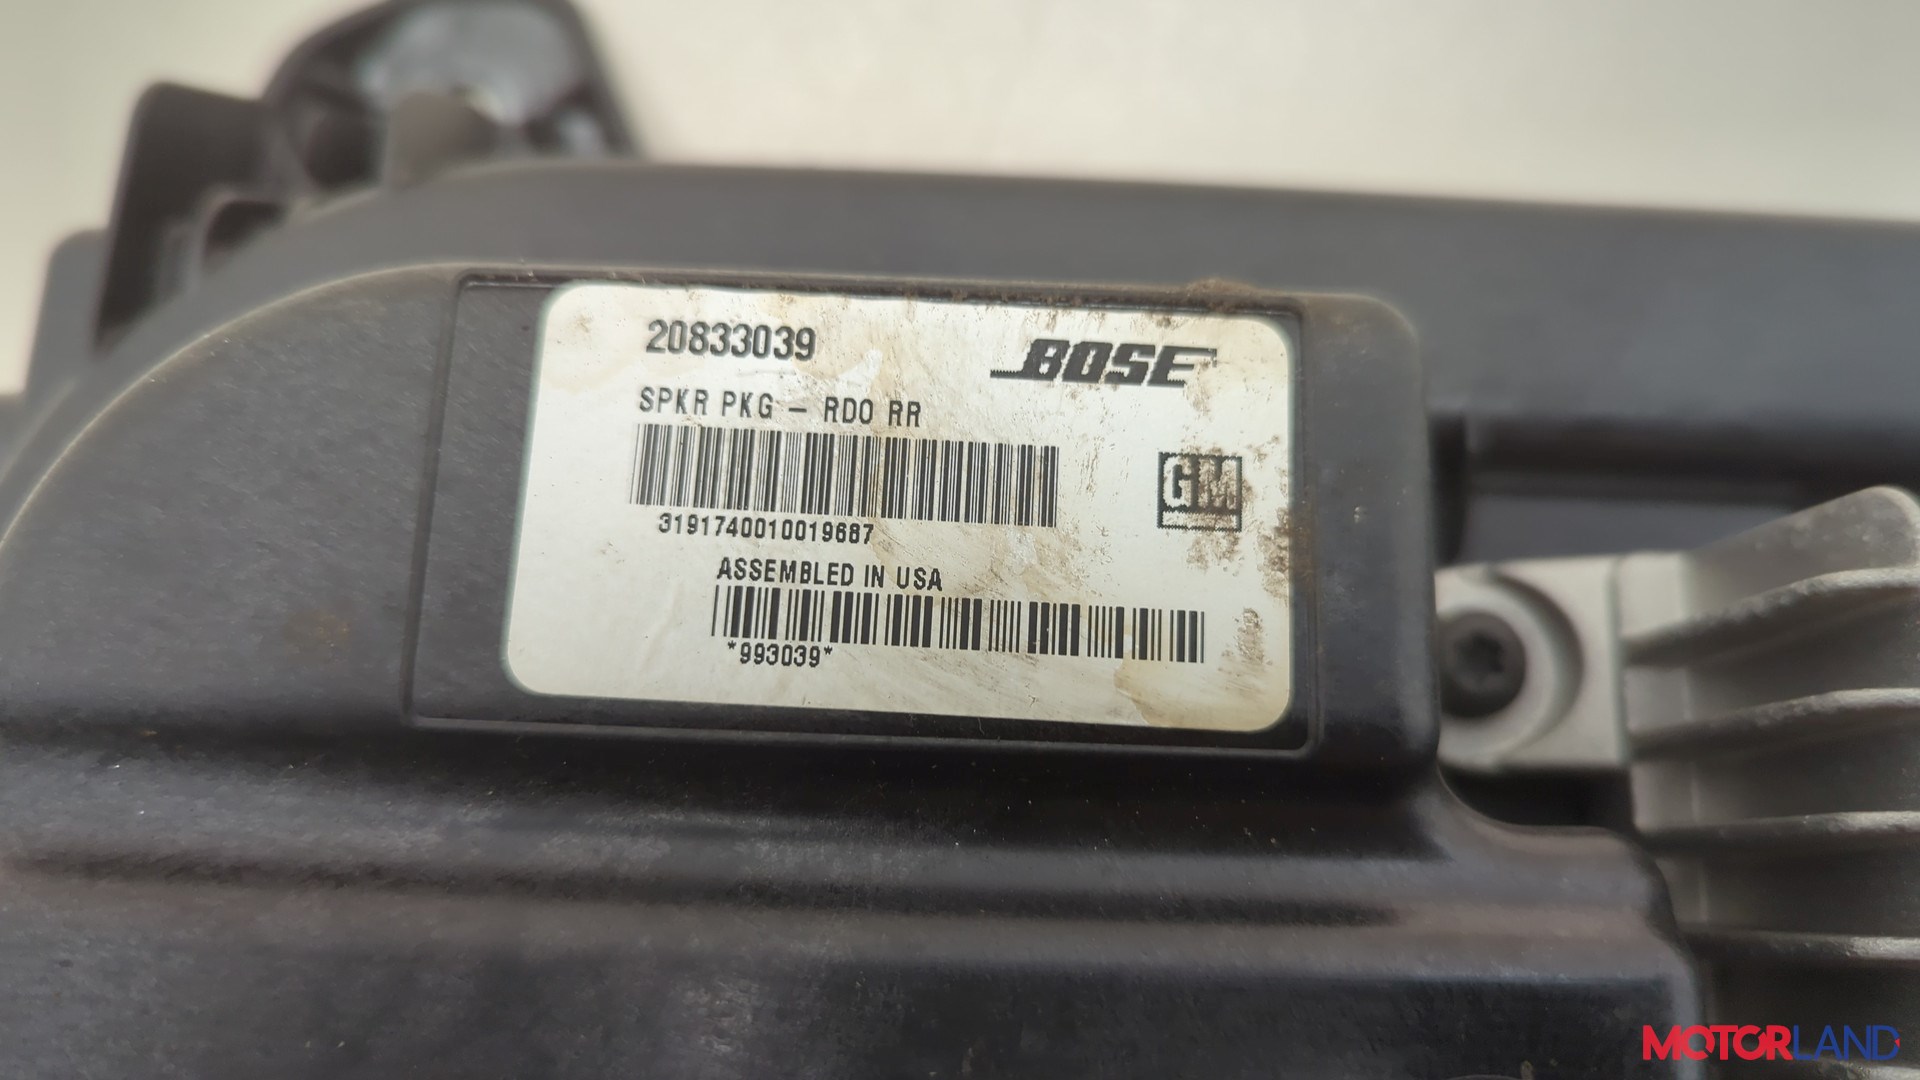 20833039
BOSE
SPKR PKG - RDO RR
GM
3191740010019687
ASSEMBLED IN USA
*993039*
MOTORLAND